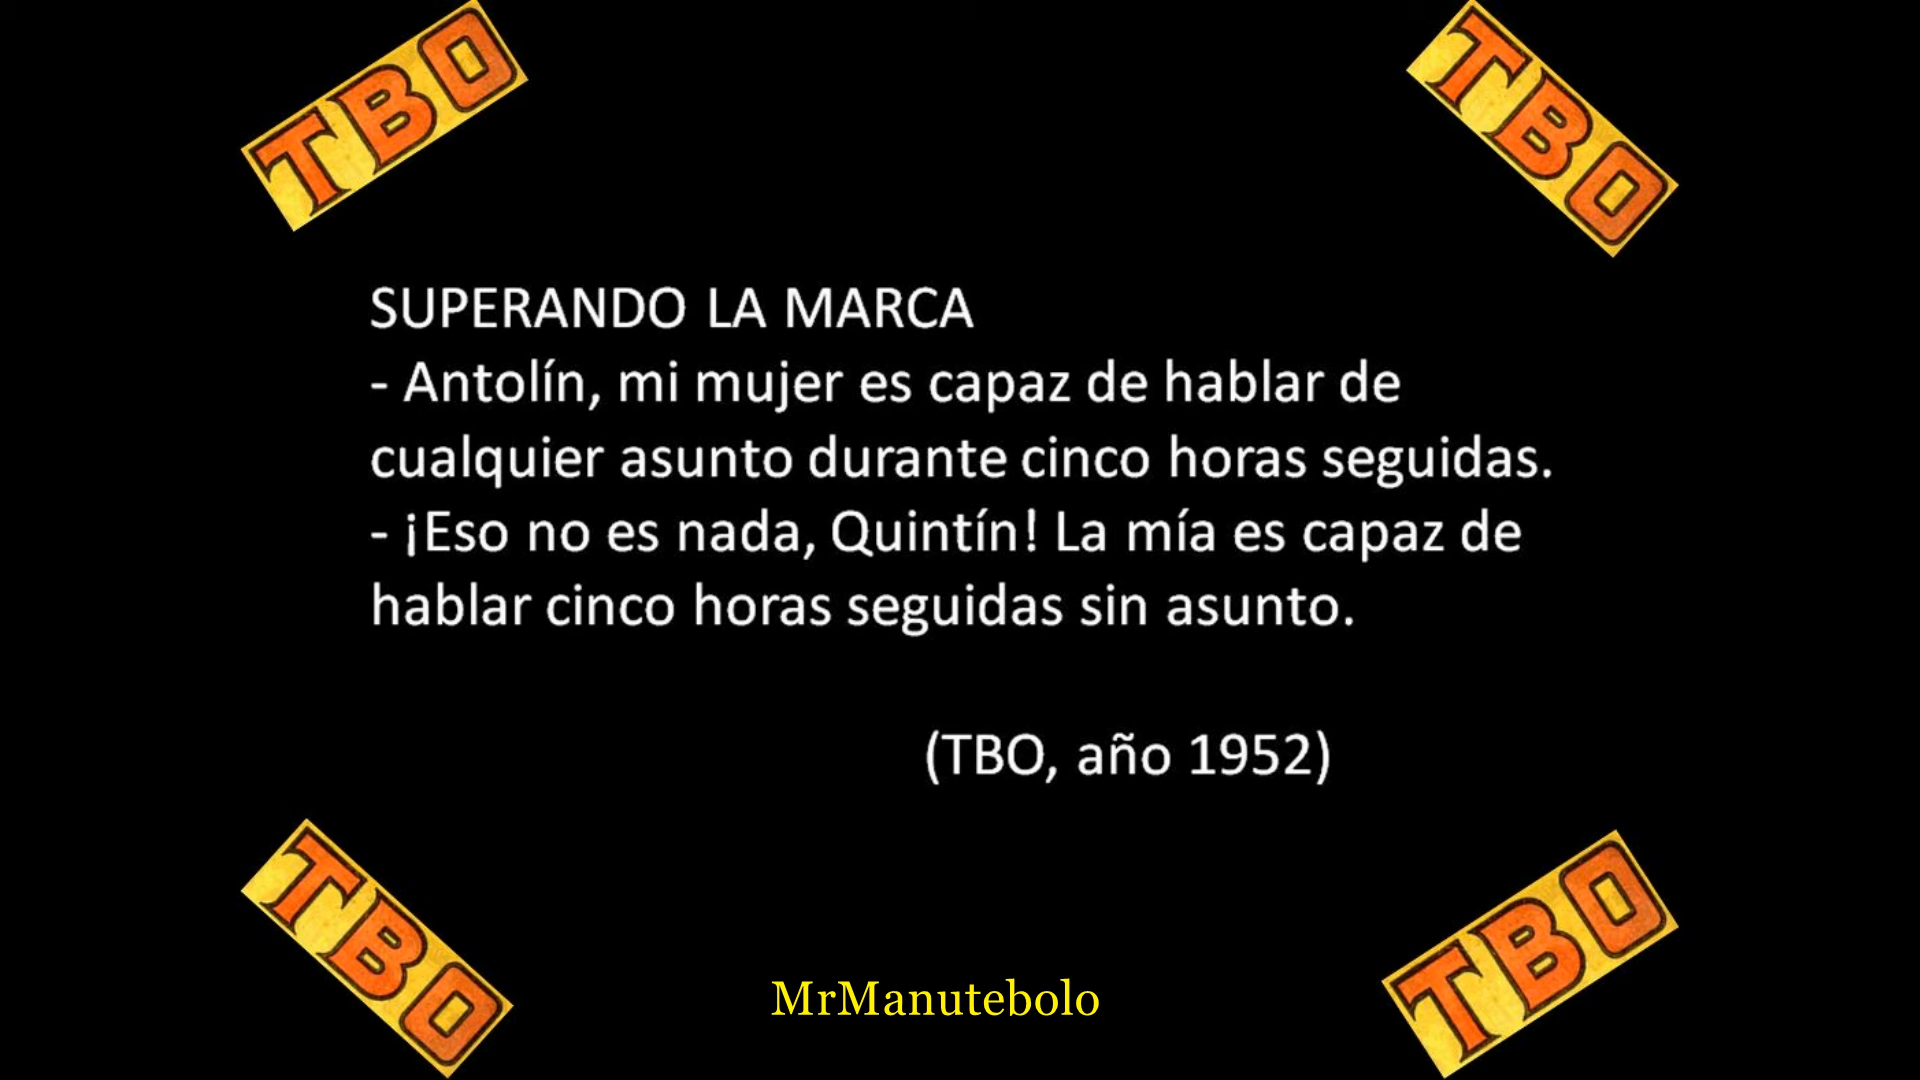 TBO
TBO
SUPERANDO LA MARCA
- Antolín, mi mujer es capaz de hablar de
cualquier asunto durante cinco horas seguidas.
- ¡Eso no es nada, Quintín! La mía es capaz de
hablar cinco horas seguidas sin asunto.
(TBO, año 1952)
TBO
TBO
MrManutebolo